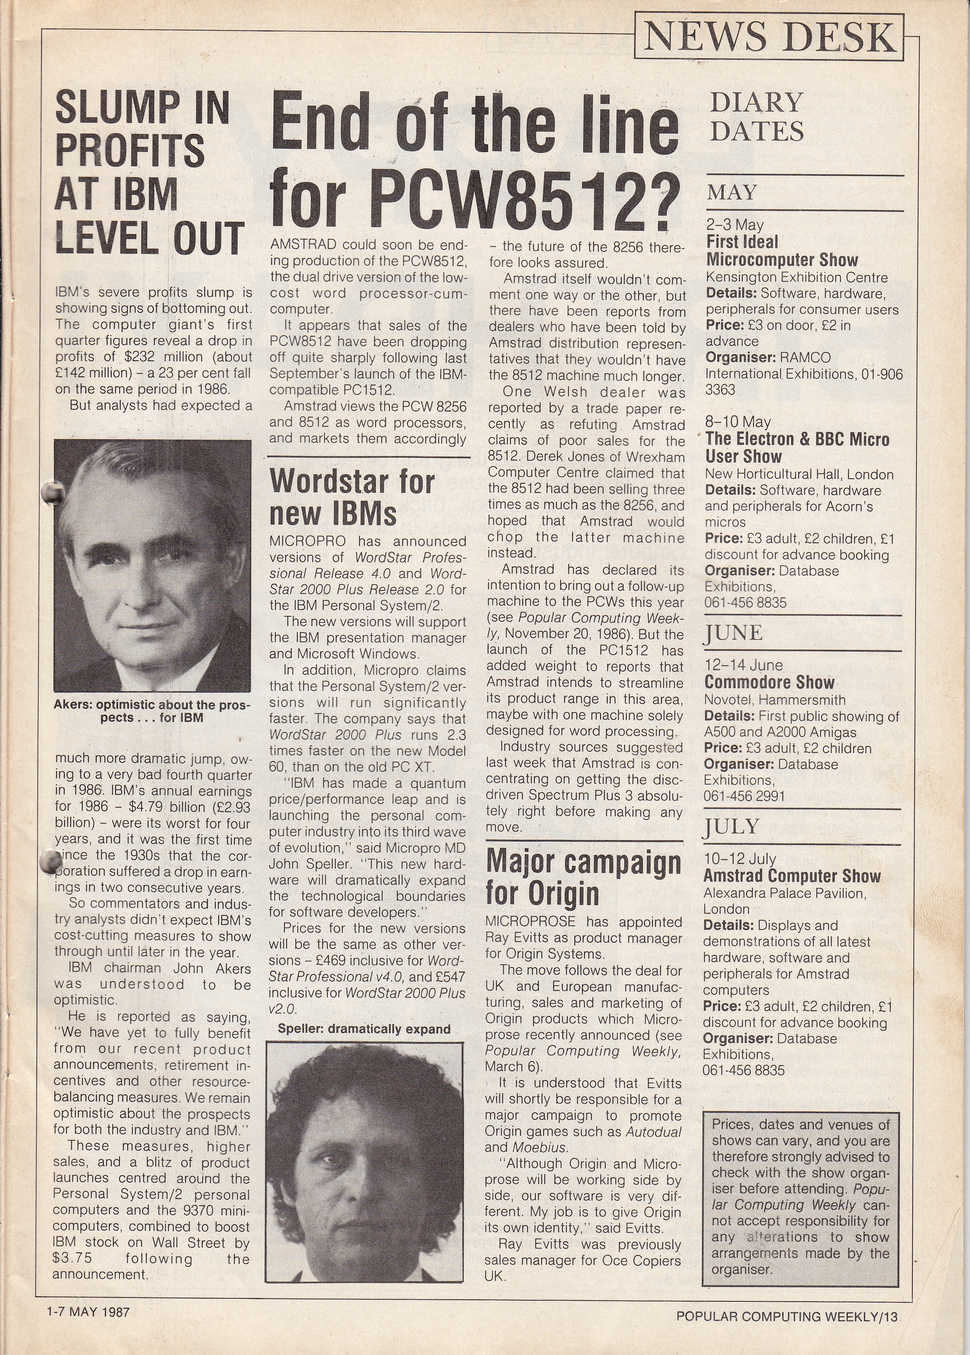 NEWS DESK
SLUMP IN
PROFITS
AT IBM
LEVEL OUT
IBM's severe profits slump is
showing signs of bottoming out.
The computer giant's first
quarter figures reveal a drop in
profits of $232 million (about
£142 million) – a 23 per cent fall
on the same period in 1986.
But analysts had expected a
Akers: optimistic about the pros-
pects . . . for IBM
much more dramatic jump, ow-
ing to a very bad fourth quarter
in 1986. IBM's annual earnings
for 1986 – $4.79 billion (£2.93
billion) – were its worst for four
years, and it was the first time
since the 1930s that the cor-
poration suffered a drop in earn-
ings in two consecutive years.
So commentators and indus-
try analysts didn't expect IBM's
cost-cutting measures to show
through until later in the year.
IBM chairman John Akers
was understood to be
optimistic.
He is reported as saying,
"We have yet to fully benefit
from our recent product
announcements, retirement in-
centives and other resource-
balancing measures. We remain
optimistic about the prospects
for both the industry and IBM."
These measures, higher
sales, and a blitz of product
launches centred around the
Personal System/2 personal
computers and the 9370 mini-
computers, combined to boost
IBM stock on Wall Street by
$3.75 following the
announcement.
End of the line
for PCW8512?
AMSTRAD could soon be end-
ing production of the PCW8512,
the dual drive version of the low-
cost word processor-cum-
computer.
It appears that sales of the
PCW8512 have been dropping
off quite sharply following last
September's launch of the IBM-
compatible PC1512.
Amstrad views the PCW 8256
and 8512 as word processors,
and markets them accordingly
– the future of the 8256 there-
fore looks assured.
Amstrad itself wouldn't com-
ment one way or the other, but
there have been reports from
dealers who have been told by
Amstrad distribution represen-
tatives that they wouldn't have
the 8512 machine much longer.
One Welsh dealer was
reported by a trade paper re-
cently as refuting Amstrad
claims of poor sales for the
8512. Derek Jones of Wrexham
Computer Centre claimed that
the 8512 had been selling three
times as much as the 8256, and
hoped that Amstrad would
chop the latter machine
instead.
Amstrad has declared its
intention to bring out a follow-up
machine to the PCWs this year
(see Popular Computing Week-
ly, November 20, 1986). But the
launch of the PC1512 has
added weight to reports that
Amstrad intends to streamline
its product range in this area,
maybe with one machine solely
designed for word processing.
Industry sources suggested
last week that Amstrad is con-
centrating on getting the disc-
driven Spectrum Plus 3 absolu-
tely right before making any
move.
Wordstar for
new IBMs
MICROPRO has announced
versions of WordStar Profes-
sional Release 4.0 and Word-
Star 2000 Plus Release 2.0 for
the IBM Personal System/2.
The new versions will support
the IBM presentation manager
and Microsoft Windows.
In addition, Micropro claims
that the Personal System/2 ver-
sions will run significantly
faster. The company says that
WordStar 2000 Plus runs 2.3
times faster on the new Model
60, than on the old PC XT.
"IBM has made a quantum
price/performance leap and is
launching the personal com-
puter industry into its third wave
of evolution," said Micropro MD
John Speller. "This new hard-
ware will dramatically expand
the technological boundaries
for software developers."
Prices for the new versions
will be the same as other ver-
sions – £469 inclusive for Word-
Star Professional v4.0, and £547
inclusive for WordStar 2000 Plus
v2.0.
Speller: dramatically expand
Major campaign
for Origin
MICROPROSE has appointed
Ray Evitts as product manager
for Origin Systems.
The move follows the deal for
UK and European manufac-
turing, sales and marketing of
Origin products which Micro-
prose recently announced (see
Popular Computing Weekly,
March 6).
It is understood that Evitts
will shortly be responsible for a
major campaign to promote
Origin games such as Autodual
and Moebius.
"Although Origin and Micro-
prose will be working side by
side, our software is very dif-
ferent. My job is to give Origin
its own identity," said Evitts.
Ray Evitts was previously
sales manager for Oce Copiers
UK.
DIARY
DATES
MAY
2–3 May
First Ideal
Microcomputer Show
Kensington Exhibition Centre
Details: Software, hardware,
peripherals for consumer users
Price: £3 on door, £2 in
advance
Organiser: RAMCO
International Exhibitions, 01-906
3363
8–10 May
The Electron & BBC Micro
User Show
New Horticultural Hall, London
Details: Software, hardware
and peripherals for Acorn's
micros
Price: £3 adult, £2 children, £1
discount for advance booking
Organiser: Database
Exhibitions,
061-456 8835
JUNE
12–14 June
Commodore Show
Novotel, Hammersmith
Details: First public showing of
A500 and A2000 Amigas
Price: £3 adult, £2 children
Organiser: Database
Exhibitions,
061-456 2991
JULY
10–12 July
Amstrad Computer Show
Alexandra Palace Pavilion,
London
Details: Displays and
demonstrations of all latest
hardware, software and
peripherals for Amstrad
computers
Price: £3 adult, £2 children, £1
discount for advance booking
Organiser: Database
Exhibitions,
061-456 8835
Prices, dates and venues of
shows can vary, and you are
therefore strongly advised to
check with the show organ-
iser before attending. Popu-
lar Computing Weekly can-
not accept responsibility for
any alterations to show
arrangements made by the
organiser.
1-7 MAY 1987
POPULAR COMPUTING WEEKLY/13